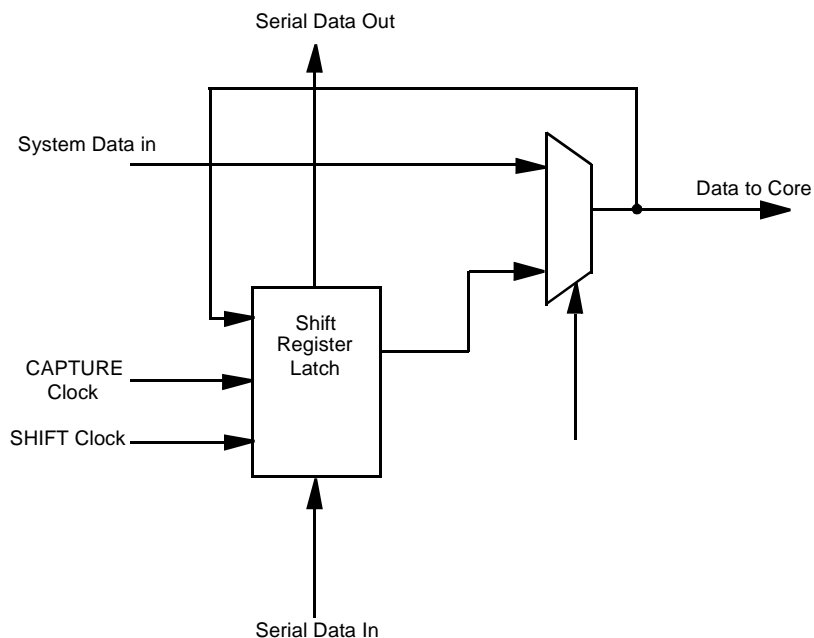 Serial Data Out
System Data in
Data to Core
Shift
Register
Latch
CAPTURE
Clock
SHIFT Clock
Serial Data In